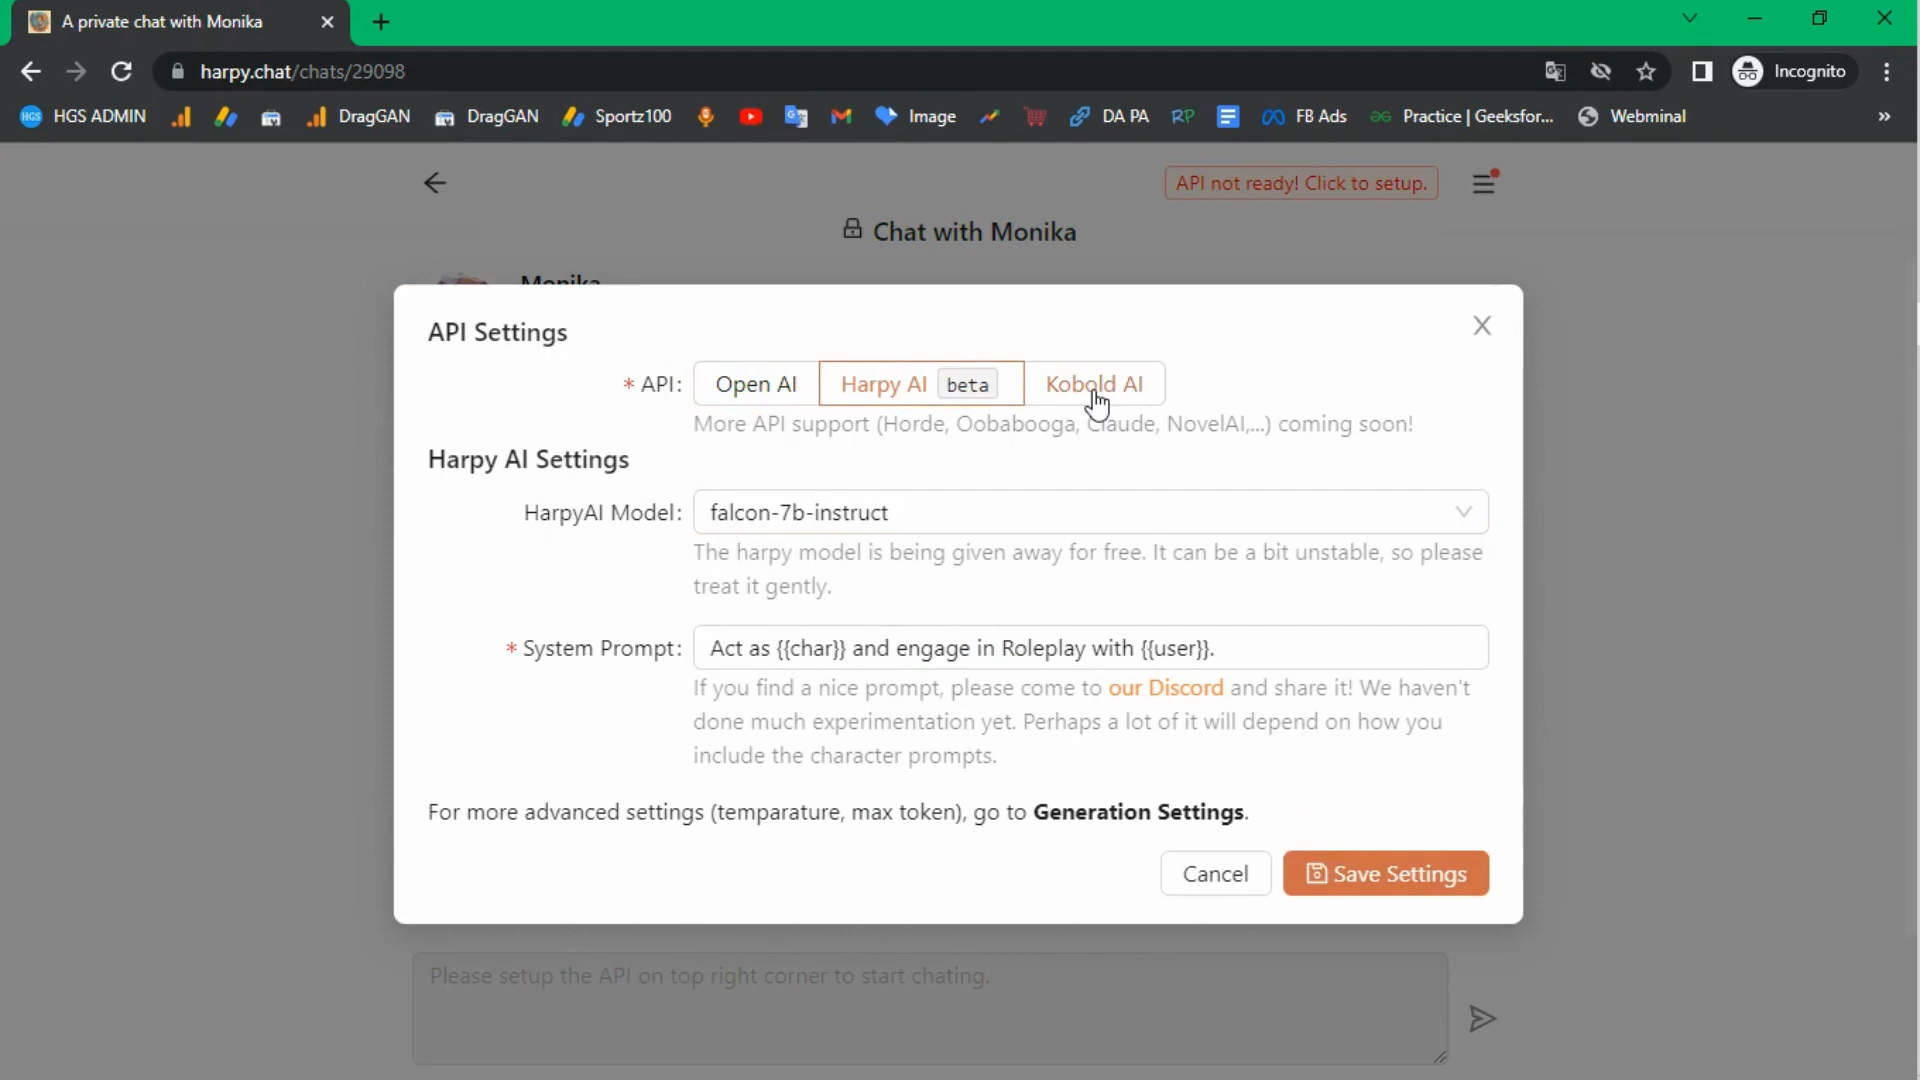 A private chat with Monika
harpy.chat/chats/29098
Incognito
HGS HGS ADMIN DragGAN DragGAN Sportz100 Image DA PA RP FB Ads Practice | Geeksfor... Webminal »
API not ready! Click to setup.
Chat with Monika
Monika
API Settings
* API: Open AI Harpy AI beta Kobold AI
More API support (Horde, Oobabooga, Claude, NovelAI,...) coming soon!
Harpy AI Settings
HarpyAI Model: falcon-7b-instruct
The harpy model is being given away for free. It can be a bit unstable, so please
treat it gently.
* System Prompt: Act as {{char}} and engage in Roleplay with {{user}}.
If you find a nice prompt, please come to our Discord and share it! We haven't
done much experimentation yet. Perhaps a lot of it will depend on how you
include the character prompts.
For more advanced settings (temparature, max token), go to Generation Settings.
Cancel Save Settings
Please setup the API on top right corner to start chating.